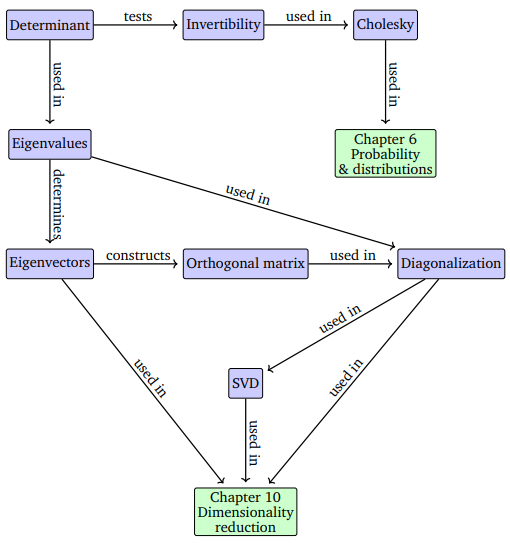 Determinant
tests
Invertibility
used in
Cholesky
used in
used in
Eigenvalues
Chapter 6
Probability
& distributions
determines
used in
Eigenvectors
constructs
Orthogonal matrix
used in
Diagonalization
used in
used in
used in
SVD
used in
Chapter 10
Dimensionality
reduction